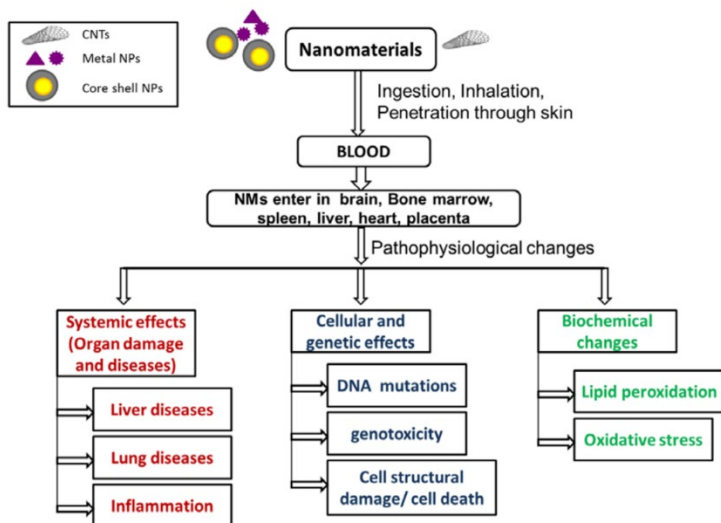 CNTs
Metal NPs
Core shell NPs
Nanomaterials
Ingestion, Inhalation,
Penetration through skin
BLOOD
NMs enter in brain, Bone marrow,
spleen, liver, heart, placenta
Pathophysiological changes
Systemic effects
(Organ damage
and diseases)
Liver diseases
Lung diseases
Inflammation
Cellular and
genetic effects
DNA mutations
genotoxicity
Cell structural
damage/ cell death
Biochemical
changes
Lipid peroxidation
Oxidative stress